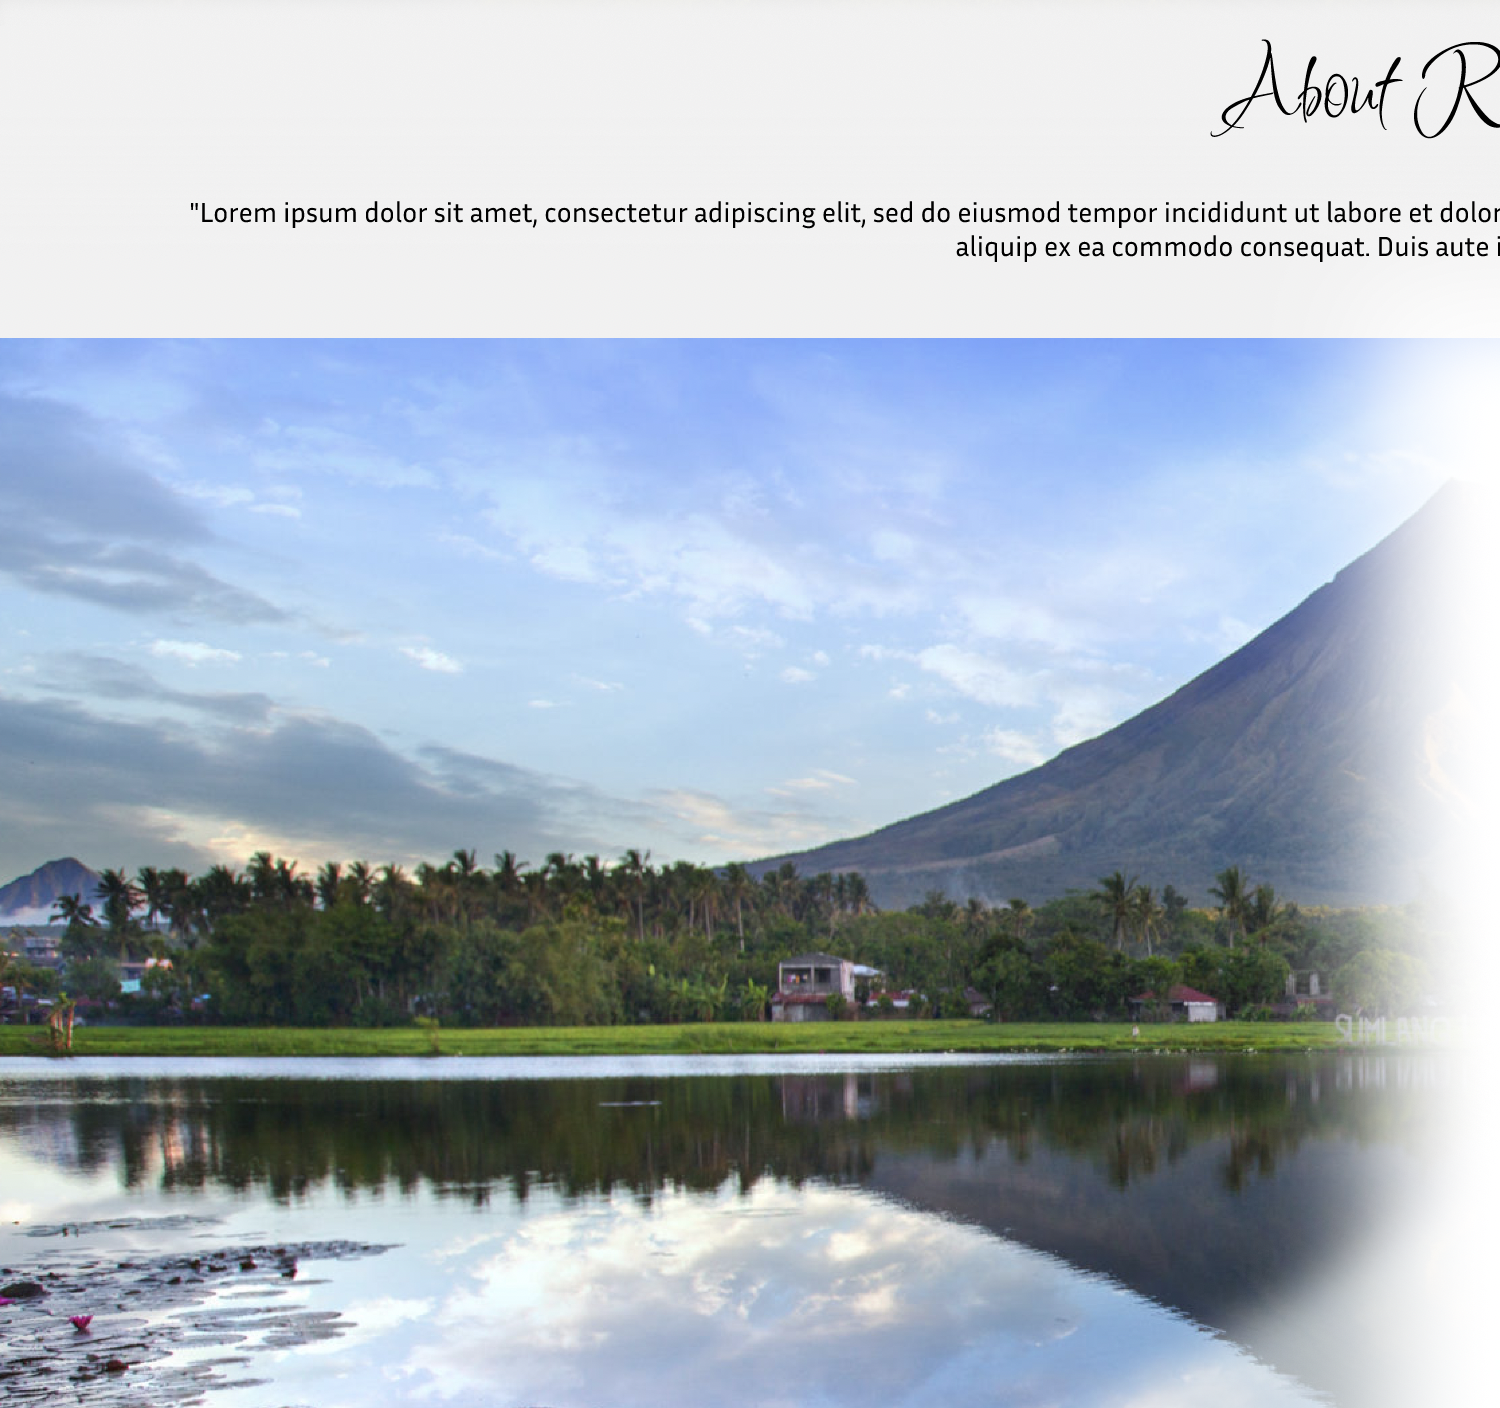 About R
"Lorem ipsum dolor sit amet, consectetur adipiscing elit, sed do eiusmod tempor incididunt ut labore et dolor
aliquip ex ea commodo consequat. Duis aute i